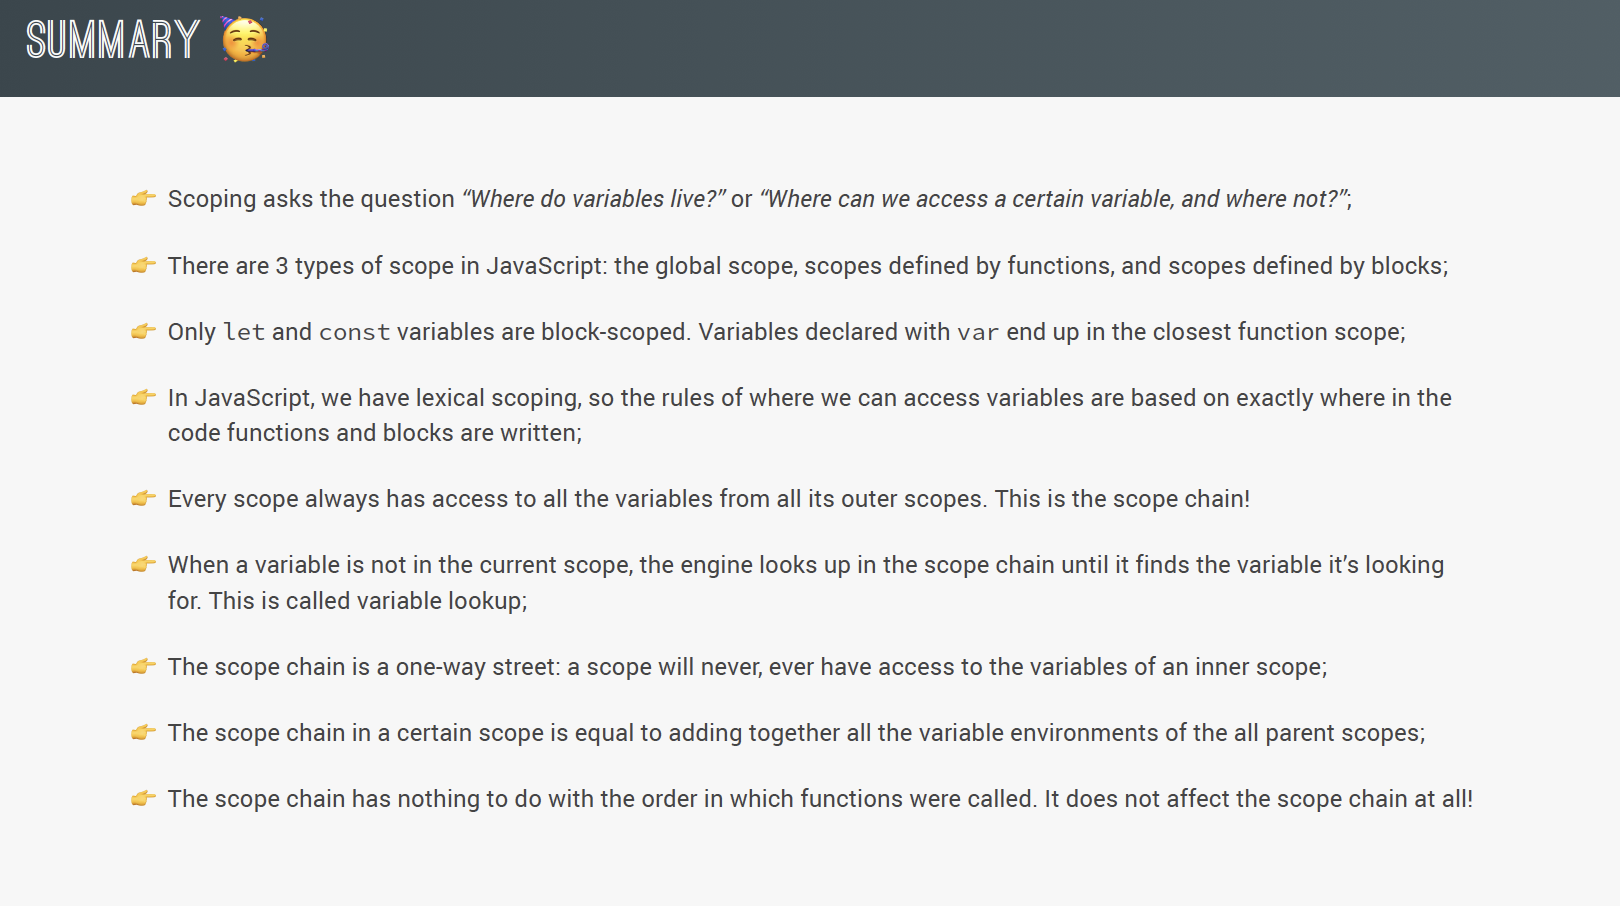 SUMMARY 🥳
👉 Scoping asks the question “Where do variables live?” or “Where can we access a certain variable, and where not?”;
👉 There are 3 types of scope in JavaScript: the global scope, scopes defined by functions, and scopes defined by blocks;
👉 Only let and const variables are block-scoped. Variables declared with var end up in the closest function scope;
👉 In JavaScript, we have lexical scoping, so the rules of where we can access variables are based on exactly where in the
code functions and blocks are written;
👉 Every scope always has access to all the variables from all its outer scopes. This is the scope chain!
👉 When a variable is not in the current scope, the engine looks up in the scope chain until it finds the variable it’s looking
for. This is called variable lookup;
👉 The scope chain is a one-way street: a scope will never, ever have access to the variables of an inner scope;
👉 The scope chain in a certain scope is equal to adding together all the variable environments of the all parent scopes;
👉 The scope chain has nothing to do with the order in which functions were called. It does not affect the scope chain at all!